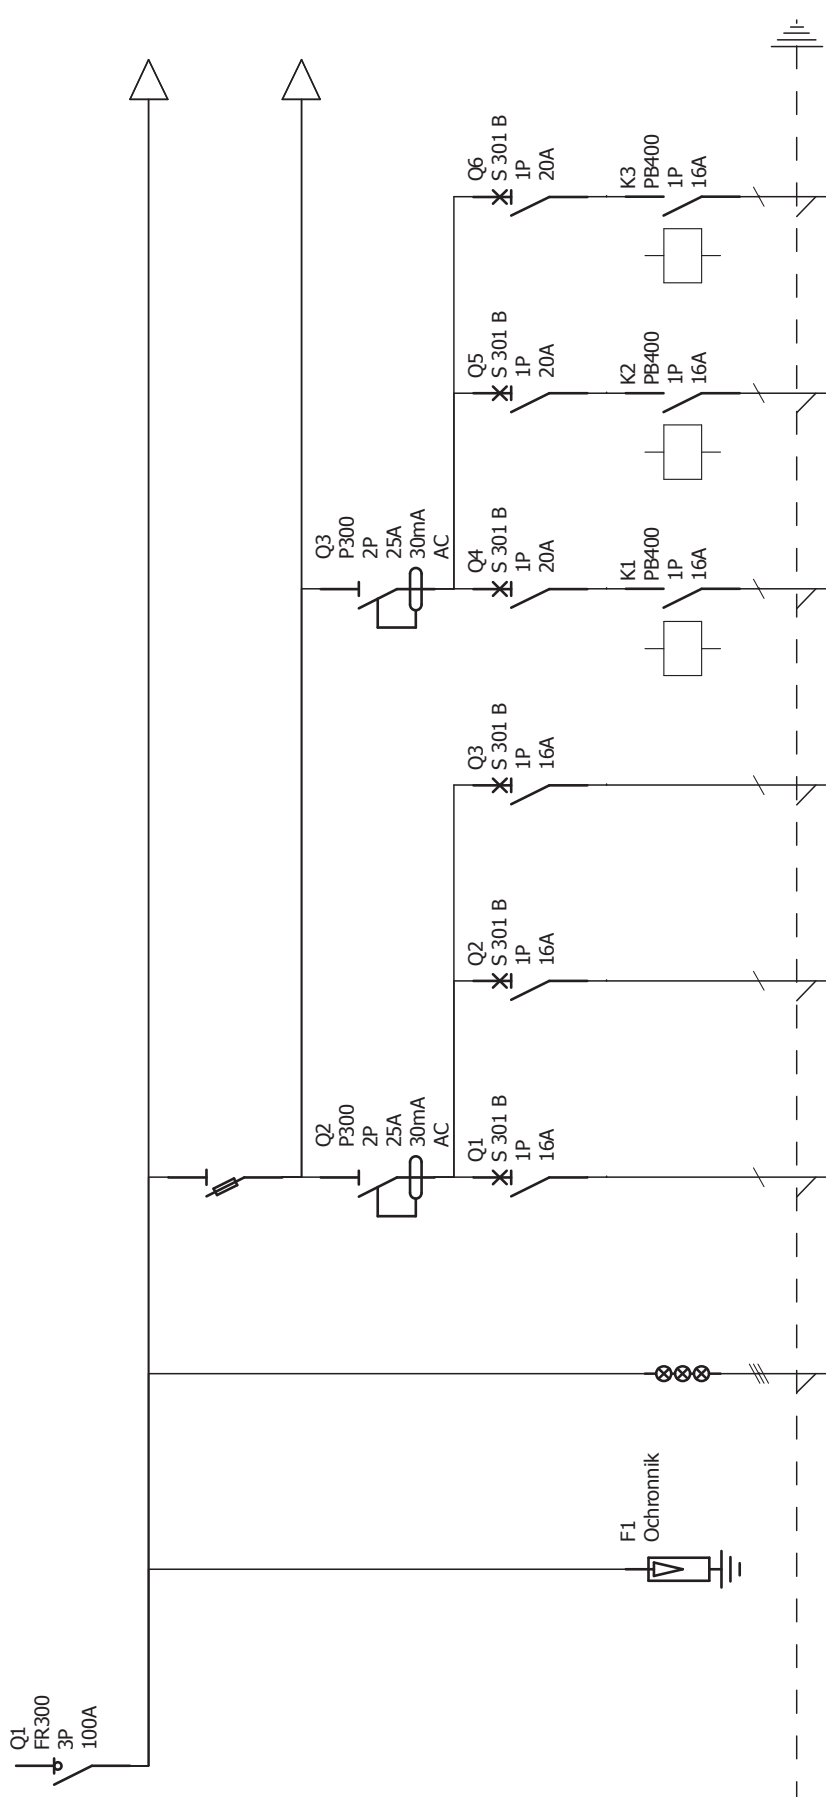 Q1
FR300
3P
100A
F1
Ochronnik
Q2
P300
2P
25A
30mA
AC
Q1
S 301 B
1P
16A
Q2
S 301 B
1P
16A
Q3
S 301 B
1P
16A
Q3
P300
2P
25A
30mA
AC
Q4
S 301 B
1P
20A
K1
PB400
1P
16A
Q5
S 301 B
1P
20A
K2
PB400
1P
16A
Q6
S 301 B
1P
20A
K3
PB400
1P
16A